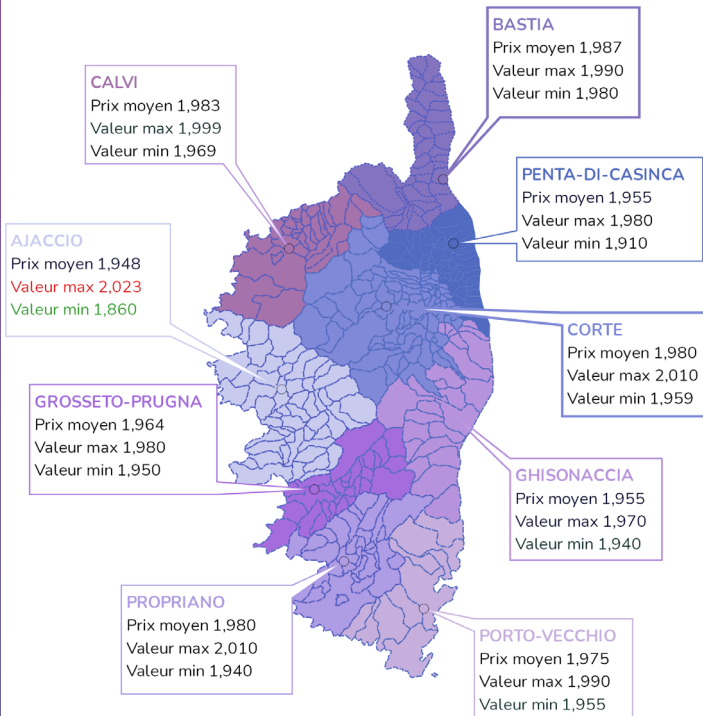 BASTIA
Prix moyen 1,987
Valeur max 1,990
Valeur min 1,980
CALVI
Prix moyen 1,983
Valeur max 1,999
Valeur min 1,969
PENTA-DI-CASINCA
Prix moyen 1,955
Valeur max 1,980
Valeur min 1,910
AJACCIO
Prix moyen 1,948
Valeur max 2,023
Valeur min 1,860
CORTE
Prix moyen 1,980
Valeur max 2,010
Valeur min 1,959
GROSSETO-PRUGNA
Prix moyen 1,964
Valeur max 1,980
Valeur min 1,950
GHISONACCIA
Prix moyen 1,955
Valeur max 1,970
Valeur min 1,940
PROPRIANO
Prix moyen 1,980
Valeur max 2,010
Valeur min 1,940
PORTO-VECCHIO
Prix moyen 1,975
Valeur max 1,990
Valeur min 1,955